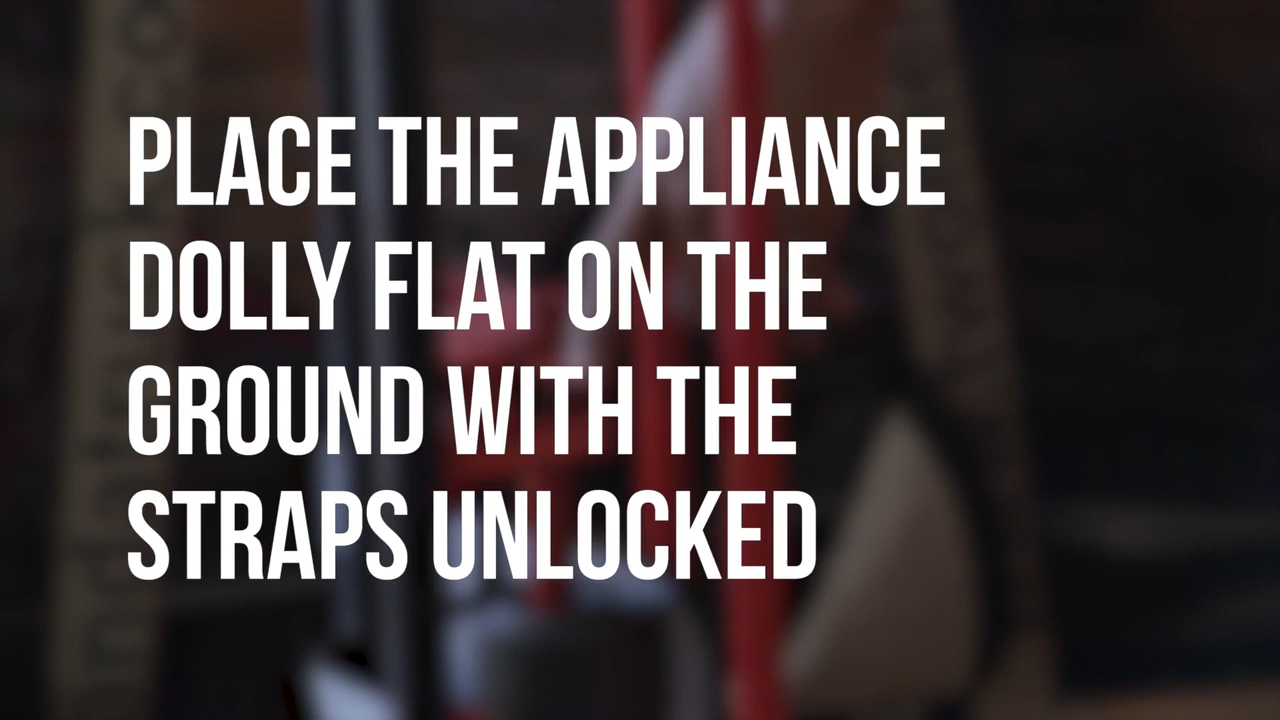 PLACE THE APPLIANCE
DOLLY FLAT ON THE
GROUND WITH THE
STRAPS UNLOCKED